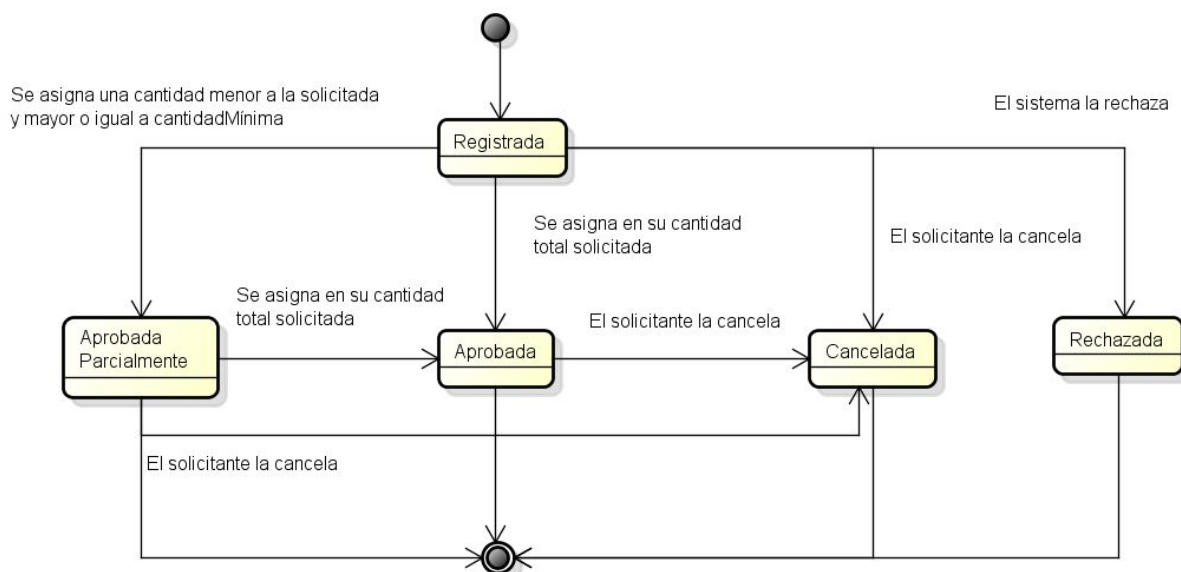 Se asigna una cantidad menor a la solicitada
y mayor o igual a cantidadMínima
El sistema la rechaza
Registrada
Se asigna en su cantidad
total solicitada
El solicitante la cancela
Se asigna en su cantidad
total solicitada
El solicitante la cancela
Aprobada
Parcialmente
Aprobada
Cancelada
Rechazada
El solicitante la cancela